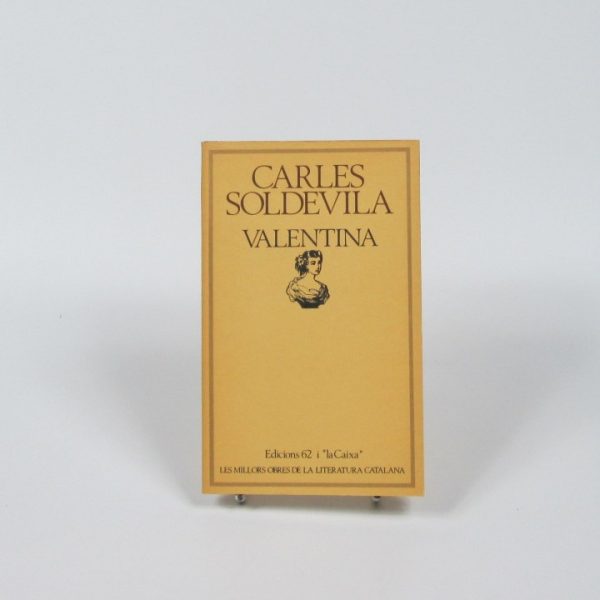 CARLES
SOLDEVILA
VALENTINA
Edicions 62 i "la Caixa"
LES MILLORS OBRES DE LA LITERATURA CATALANA